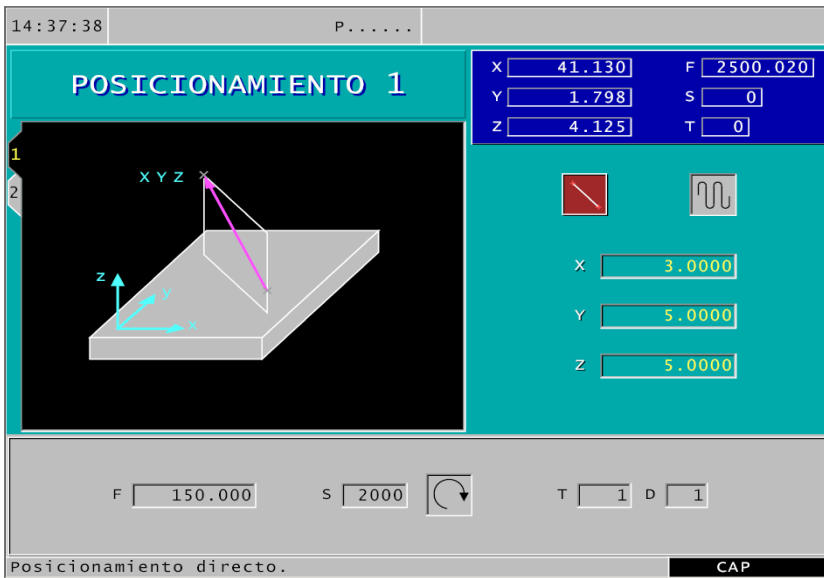 14:37:38 P......
POSICIONAMIENTO 1
X 41.130 F 2500.020
Y 1.798 S 0
Z 4.125 T 0
1
2
X Y Z
z
y
x
X 3.0000
Y 5.0000
Z 5.0000
F 150.000 S 2000 T 1 D 1
Posicionamiento directo. CAP